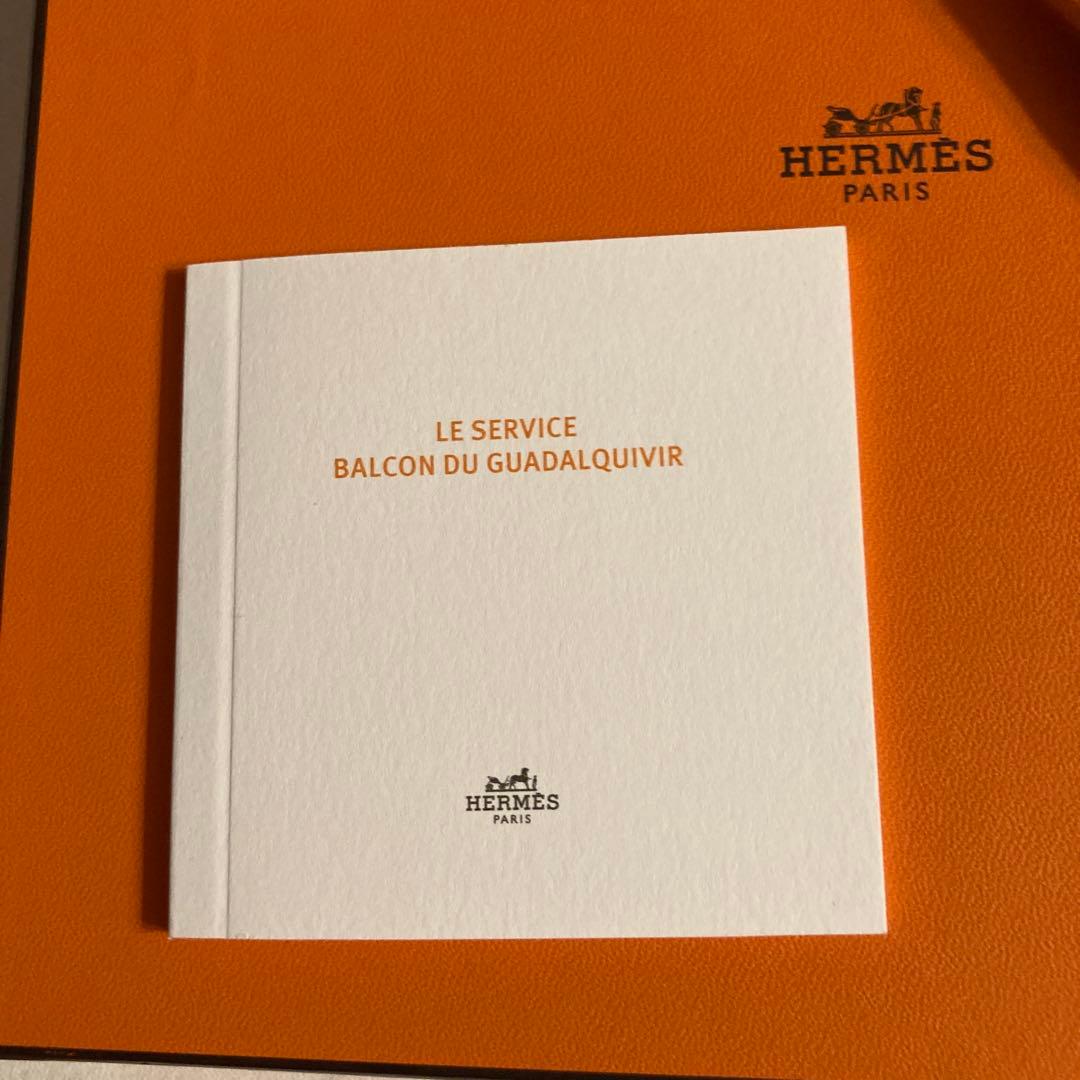 HERMÈS
PARIS
LE SERVICE
BALCON DU GUADALQUIVIR
HERMÈS
PARIS